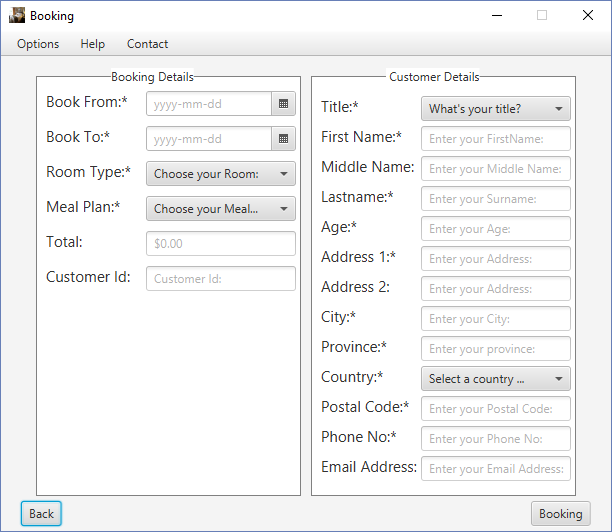 Booking
Options Help Contact
Booking Details
Book From:* yyyy-mm-dd
Book To:* yyyy-mm-dd
Room Type:* Choose your Room:
Meal Plan:* Choose your Meal...
Total: $0.00
Customer Id: Customer Id:
Customer Details
Title:* What's your title?
First Name:* Enter your FirstName:
Middle Name: Enter your Middle Name:
Lastname:* Enter your Surname:
Age:* Enter your Age:
Address 1:* Enter your Address:
Address 2: Enter your Address:
City:* Enter your City:
Province:* Enter your province:
Country:* Select a country ...
Postal Code:* Enter your Postal Code:
Phone No:* Enter your Phone No:
Email Address: Enter your Email Address:
Back Booking